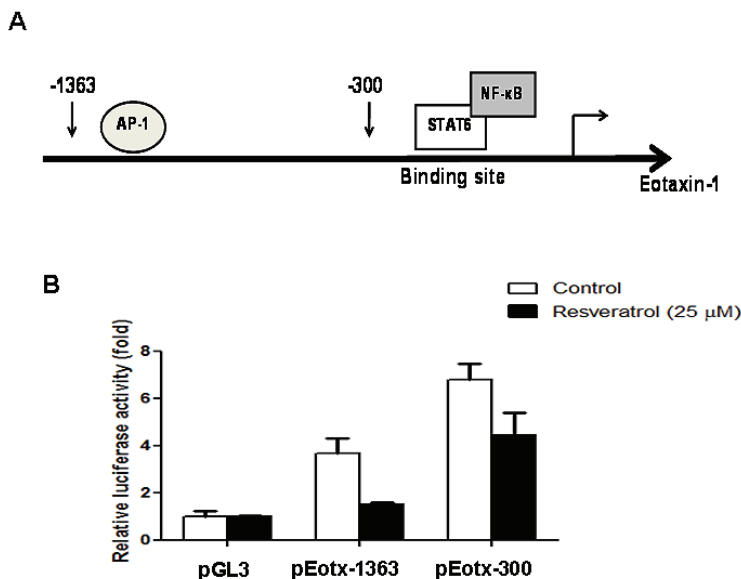 A
-1363
-300
NF-κB
AP-1
STAT6
Binding site
Eotaxin-1
B
Control
Resveratrol (25 μM)
Relative luciferase activity (fold)
8
6
4
2
0
pGL3
pEotx-1363
pEotx-300